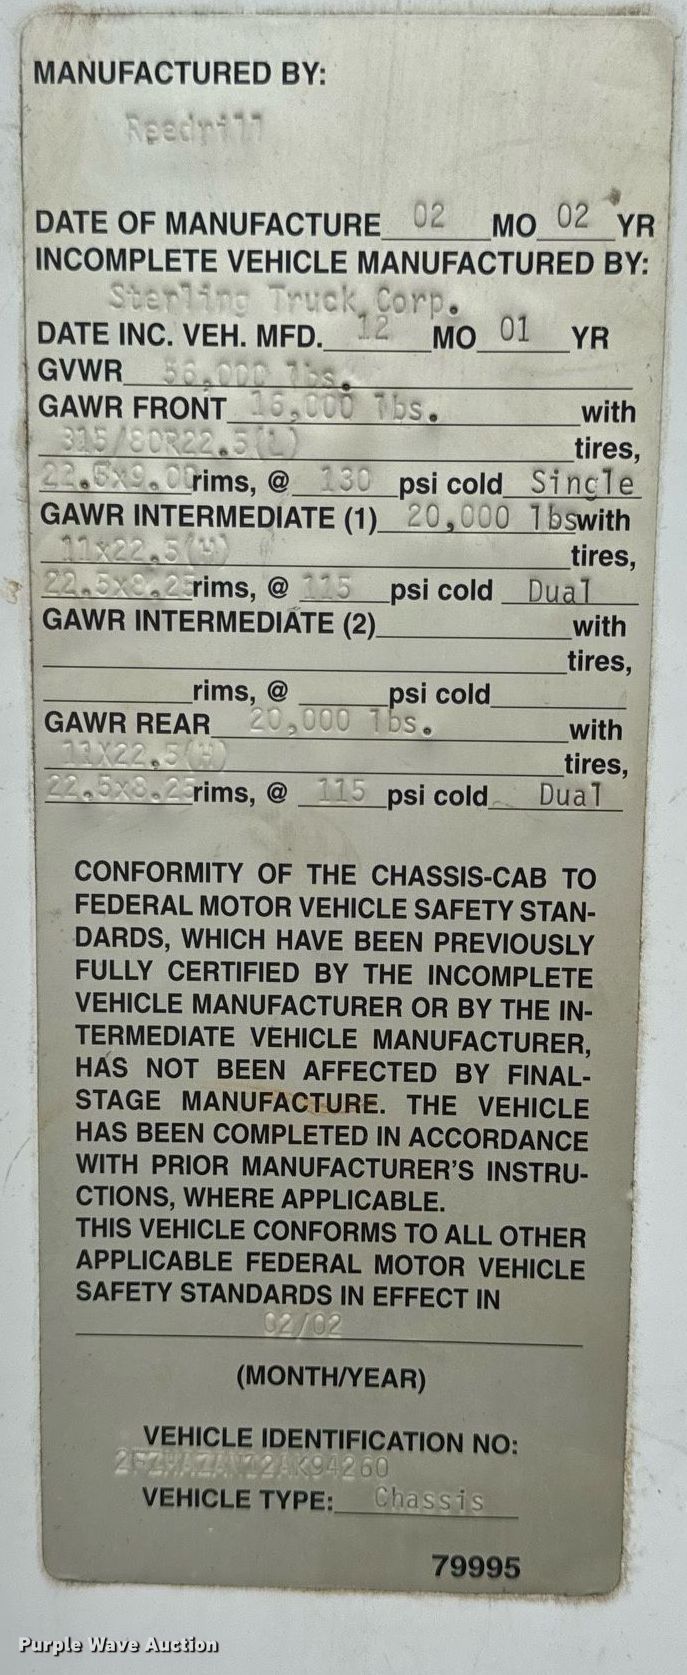 MANUFACTURED BY:
Reedrill
DATE OF MANUFACTURE 02 MO 02 YR
INCOMPLETE VEHICLE MANUFACTURED BY:
Sterling Truck Corp.
DATE INC. VEH. MFD. 12 MO 01 YR
GVWR 56,000 lbs.
GAWR FRONT 16,000 lbs. with
315/80R22.5(L) tires,
22.5x9.00 rims, @ 130 psi cold Single
GAWR INTERMEDIATE (1) 20,000 lbs with
11x22.5(H) tires,
22.5x8.25 rims, @ 115 psi cold Dual
GAWR INTERMEDIATE (2) with
tires,
rims, @ psi cold
GAWR REAR 20,000 lbs. with
11X22.5(H) tires,
22.5x8.25 rims, @ 115 psi cold Dual
CONFORMITY OF THE CHASSIS-CAB TO
FEDERAL MOTOR VEHICLE SAFETY STAN-
DARDS, WHICH HAVE BEEN PREVIOUSLY
FULLY CERTIFIED BY THE INCOMPLETE
VEHICLE MANUFACTURER OR BY THE IN-
TERMEDIATE VEHICLE MANUFACTURER,
HAS NOT BEEN AFFECTED BY FINAL-
STAGE MANUFACTURE. THE VEHICLE
HAS BEEN COMPLETED IN ACCORDANCE
WITH PRIOR MANUFACTURER'S INSTRU-
CTIONS, WHERE APPLICABLE.
THIS VEHICLE CONFORMS TO ALL OTHER
APPLICABLE FEDERAL MOTOR VEHICLE
SAFETY STANDARDS IN EFFECT IN
02/02
(MONTH/YEAR)
VEHICLE IDENTIFICATION NO:
VEHICLE TYPE: Chassis
79995
Purple Wave Auction